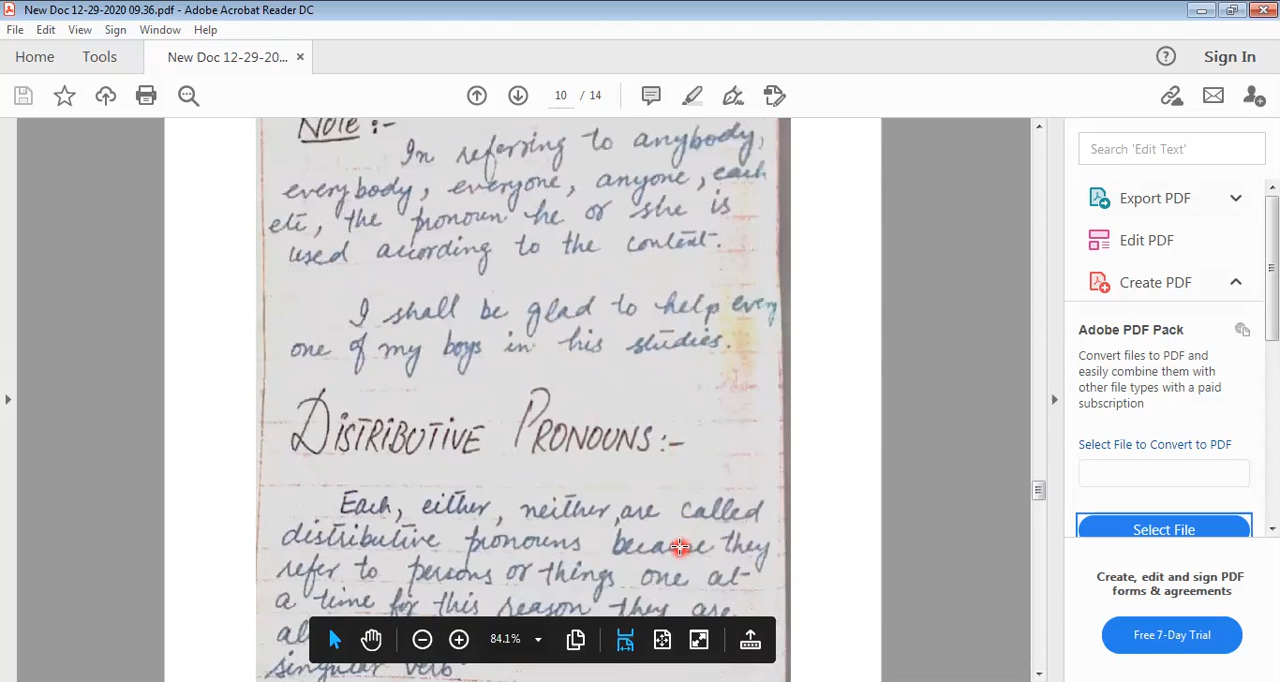 New Doc 12-29-2020 09.36.pdf - Adobe Acrobat Reader DC
File Edit View Sign Window Help
Home Tools New Doc 12-29-20... × Sign In
10 / 14
Note :-
In referring to anybody,
everybody, everyone, anyone, each
etc, the pronoun he or she is
used according to the context.
I shall be glad to help every
one of my boys in his studies.
DISTRIBUTIVE PRONOUNS :-
Each, either, neither, are called
distributive pronouns because they
refer to persons or things one at
a time for this reason they are
singular verb
84.1%
Search 'Edit Text'
Export PDF
Edit PDF
Create PDF
Adobe PDF Pack
Convert files to PDF and
easily combine them with
other file types with a paid
subscription
Select File to Convert to PDF
Select File
Create, edit and sign PDF
forms & agreements
Free 7-Day Trial